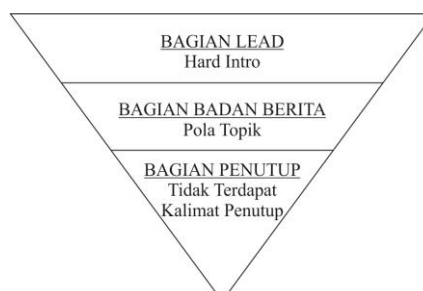 BAGIAN LEAD
Hard Intro
BAGIAN BADAN BERITA
Pola Topik
BAGIAN PENUTUP
Tidak Terdapat
Kalimat Penutup